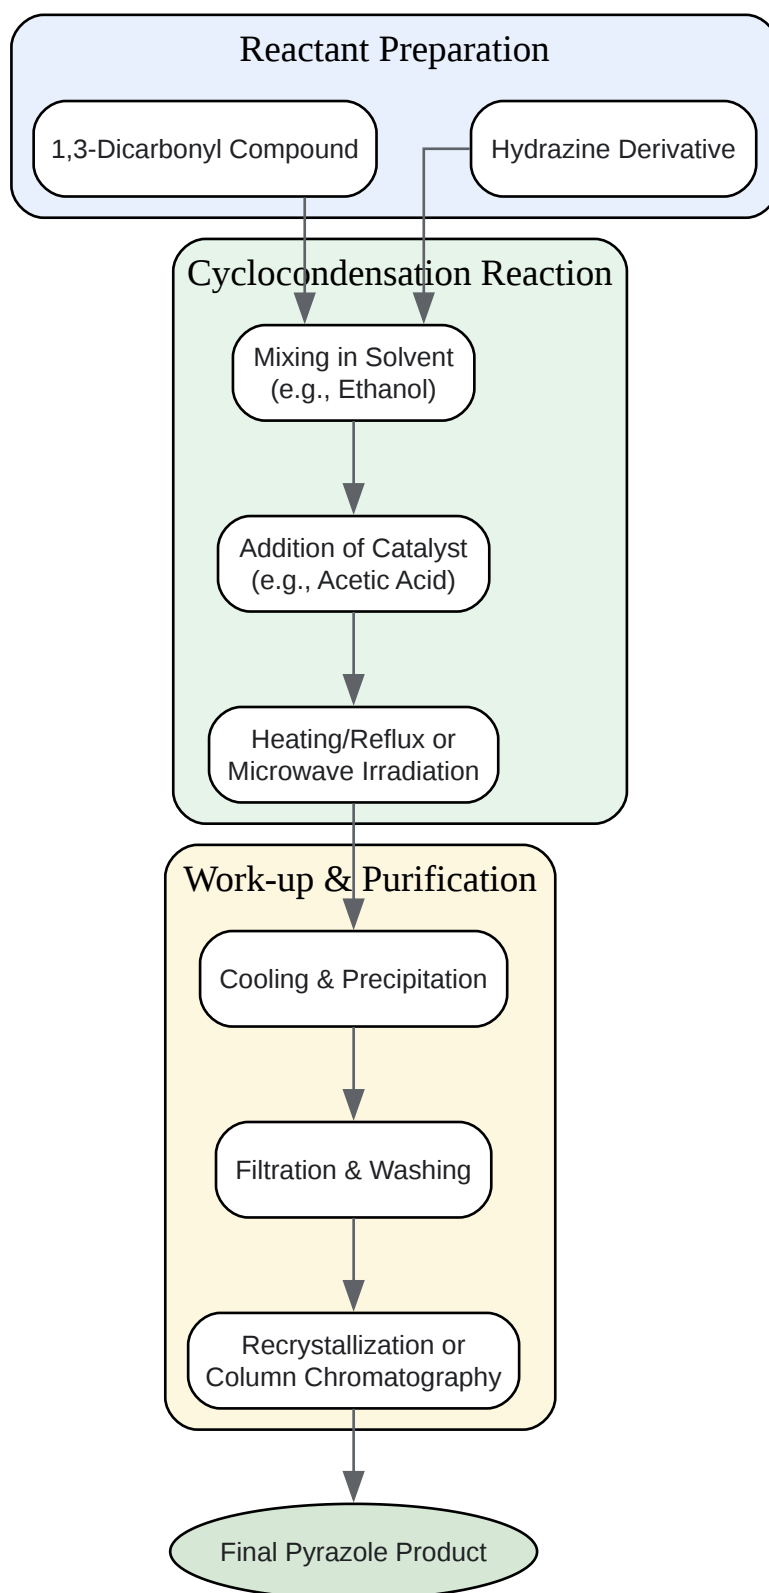 Reactant Preparation
1,3-Dicarbonyl Compound
Hydrazine Derivative
Cyclocondensation Reaction
Mixing in Solvent
(e.g., Ethanol)
Addition of Catalyst
(e.g., Acetic Acid)
Heating/Reflux or
Microwave Irradiation
Work-up & Purification
Cooling & Precipitation
Filtration & Washing
Recrystallization or
Column Chromatography
Final Pyrazole Product